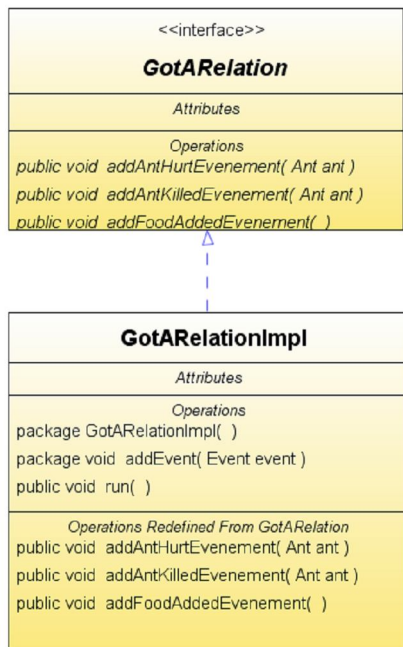 <<interface>>
GotARelation
Attributes
Operations
public void addAntHurtEvenement( Ant ant )
public void addAntKilledEvenement( Ant ant )
public void addFoodAddedEvenement( )
GotARelationImpl
Attributes
Operations
package GotARelationImpl( )
package void addEvent( Event event )
public void run( )
Operations Redefined From GotARelation
public void addAntHurtEvenement( Ant ant )
public void addAntKilledEvenement( Ant ant )
public void addFoodAddedEvenement( )